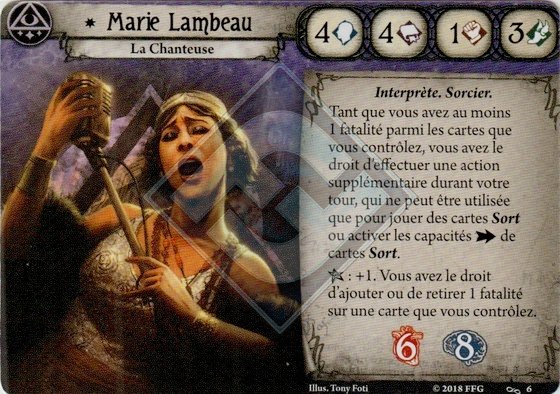 Marie Lambeau
La Chanteuse
4 4 1 3
Interprète. Sorcier.
Tant que vous avez au moins
1 fatalité parmi les cartes que
vous contrôlez, vous avez le
droit d'effectuer une action
supplémentaire durant votre
tour, qui ne peut être utilisée
que pour jouer des cartes Sort
ou activer les capacités de
cartes Sort.
: +1. Vous avez le droit
d'ajouter ou de retirer 1 fatalité
sur une carte que vous contrôlez.
6 8
Illus. Tony Foti © 2018 FFG 6